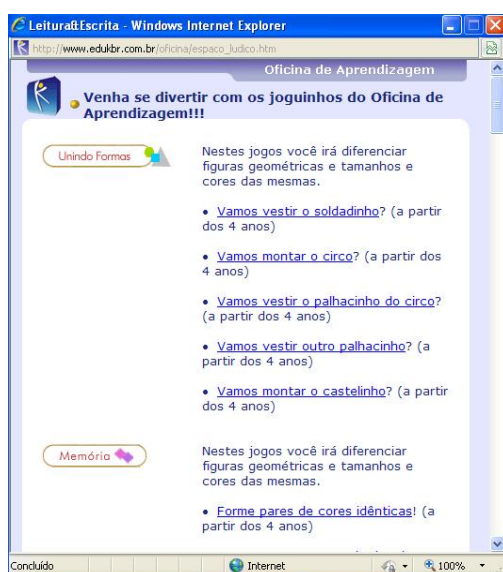 Leitura&Escrita - Windows Internet Explorer
http://www.edukbr.com.br/oficina/espaco_ludico.htm
Oficina de Aprendizagem
Venha se divertir com os joguinhos do Oficina de
Aprendizagem!!!
Unindo Formas
Nestes jogos você irá diferenciar
figuras geométricas e tamanhos e
cores das mesmas.
• Vamos vestir o soldadinho? (a partir
dos 4 anos)
• Vamos montar o circo? (a partir dos
4 anos)
• Vamos vestir o palhacinho do circo?
(a partir dos 4 anos)
• Vamos vestir outro palhacinho? (a
partir dos 4 anos)
• Vamos montar o castelinho? (a partir
dos 4 anos)
Memória
Nestes jogos você irá diferenciar
figuras geométricas e tamanhos e
cores das mesmas.
• Forme pares de cores idênticas! (a
partir dos 4 anos)
Concluído
Internet
100%